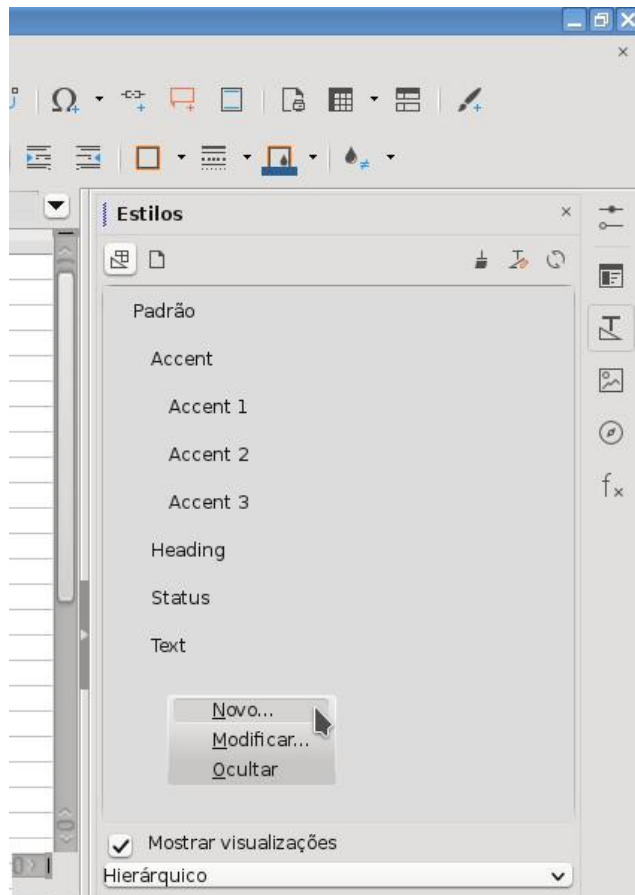 Estilos
Padrão
Accent
Accent 1
Accent 2
Accent 3
Heading
Status
Text
Novo...
Modificar...
Ocultar
Mostrar visualizações
Hierárquico